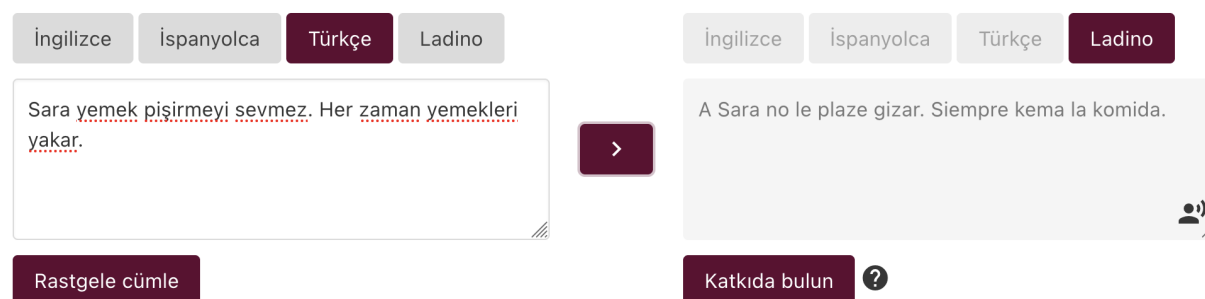 İngilizce İspanyolca Türkçe Ladino
İngilizce İspanyolca Türkçe Ladino
Sara yemek pişirmeyi sevmez. Her zaman yemekleri
yakar.
A Sara no le plaze gizar. Siempre kema la komida.
Rastgele cümle
Katkıda bulun